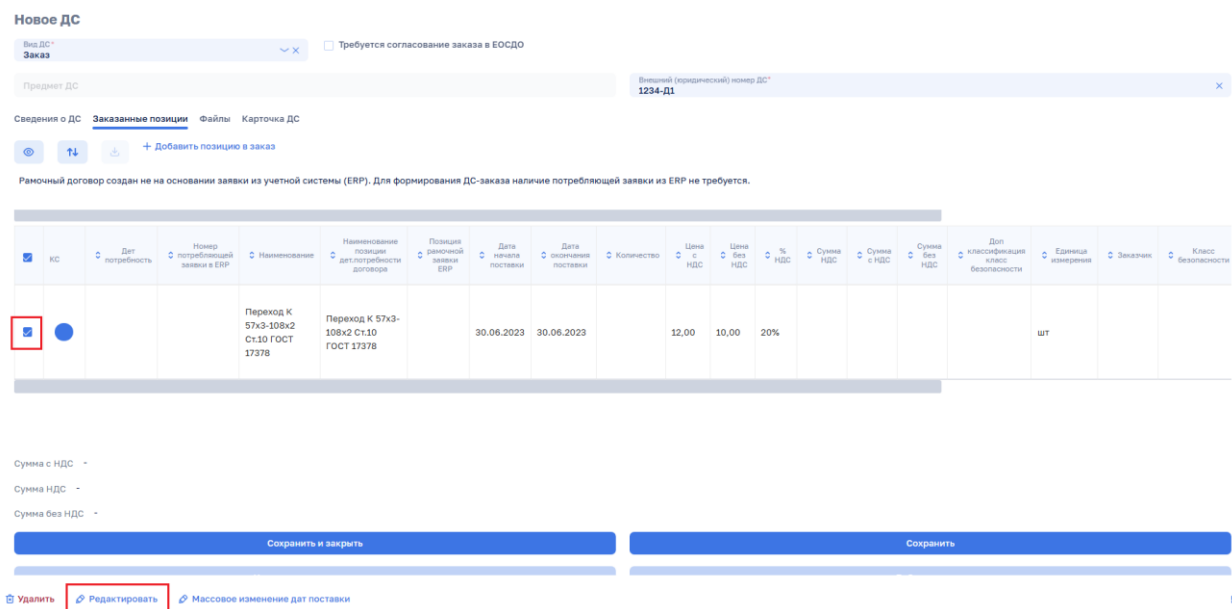 Новое ДС
Вид ДС*
Заказ
Требуется согласование заказа в ЕОСДО
Предмет ДС
Внешний (юридический) номер ДС*
1234-Д1
Сведения о ДС Заказанные позиции Файлы Карточка ДС
+ Добавить позицию в заказ
Рамочный договор создан не на основании заявки из учетной системы (ERP). Для формирования ДС-заказа наличие потребляющей заявки из ERP не требуется.
КС
Дет
потребность
Номер
потребляющей
заявки в ERP
Наименование
Наименование
позиции
дет.потребности
договора
Позиция
рамочной
заявки
ERP
Дата
начала
поставки
Дата
окончания
поставки
Количество
Цена
с
НДС
Цена
без
НДС
%
НДС
Сумма
НДС
Сумма
с НДС
Сумма
без
НДС
Доп
классификация
класс
безопасности
Единица
измерения
Заказчик
Класс
безопасности
Переход К
57х3-108х2
Ст.10 ГОСТ
17378
Переход К 57х3-
108х2 Ст.10
ГОСТ 17378
30.06.2023
30.06.2023
12,00
10,00
20%
шт
Сумма с НДС -
Сумма НДС -
Сумма без НДС -
Сохранить и закрыть
Сохранить
Удалить
Редактировать
Массовое изменение дат поставки